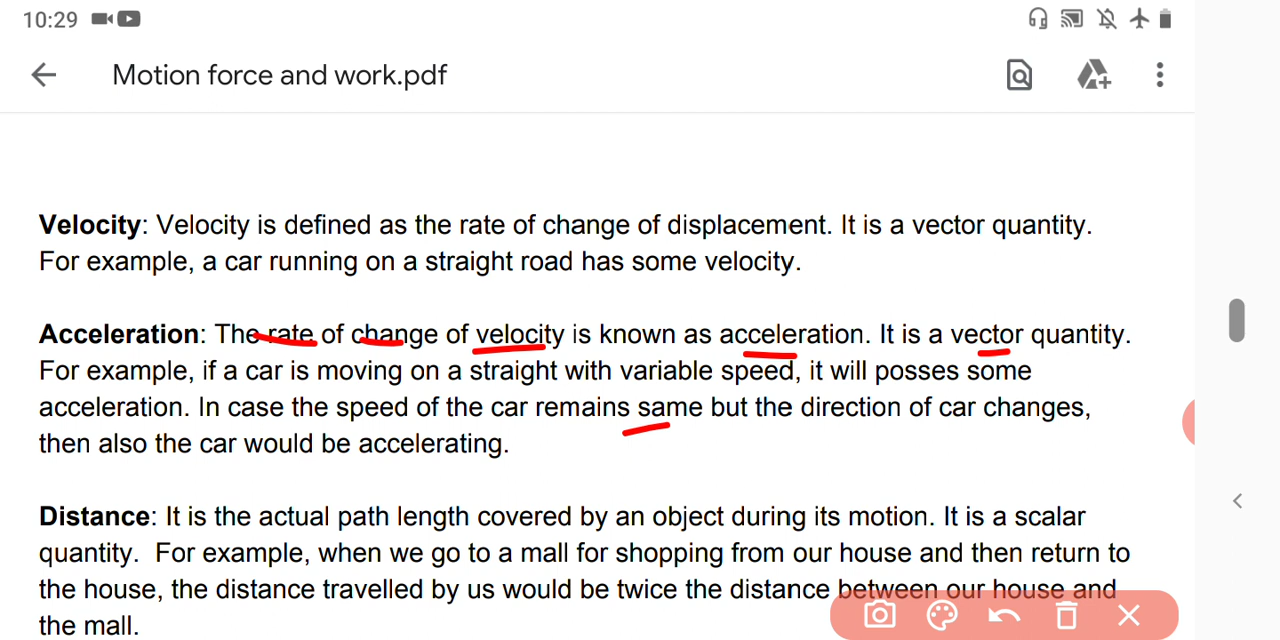 10:29
Motion force and work.pdf
Velocity: Velocity is defined as the rate of change of displacement. It is a vector quantity.
For example, a car running on a straight road has some velocity.
Acceleration: The rate of change of velocity is known as acceleration. It is a vector quantity.
For example, if a car is moving on a straight with variable speed, it will posses some
acceleration. In case the speed of the car remains same but the direction of car changes,
then also the car would be accelerating.
Distance: It is the actual path length covered by an object during its motion. It is a scalar
quantity.  For example, when we go to a mall for shopping from our house and then return to
the house, the distance travelled by us would be twice the distance between our house and
the mall.